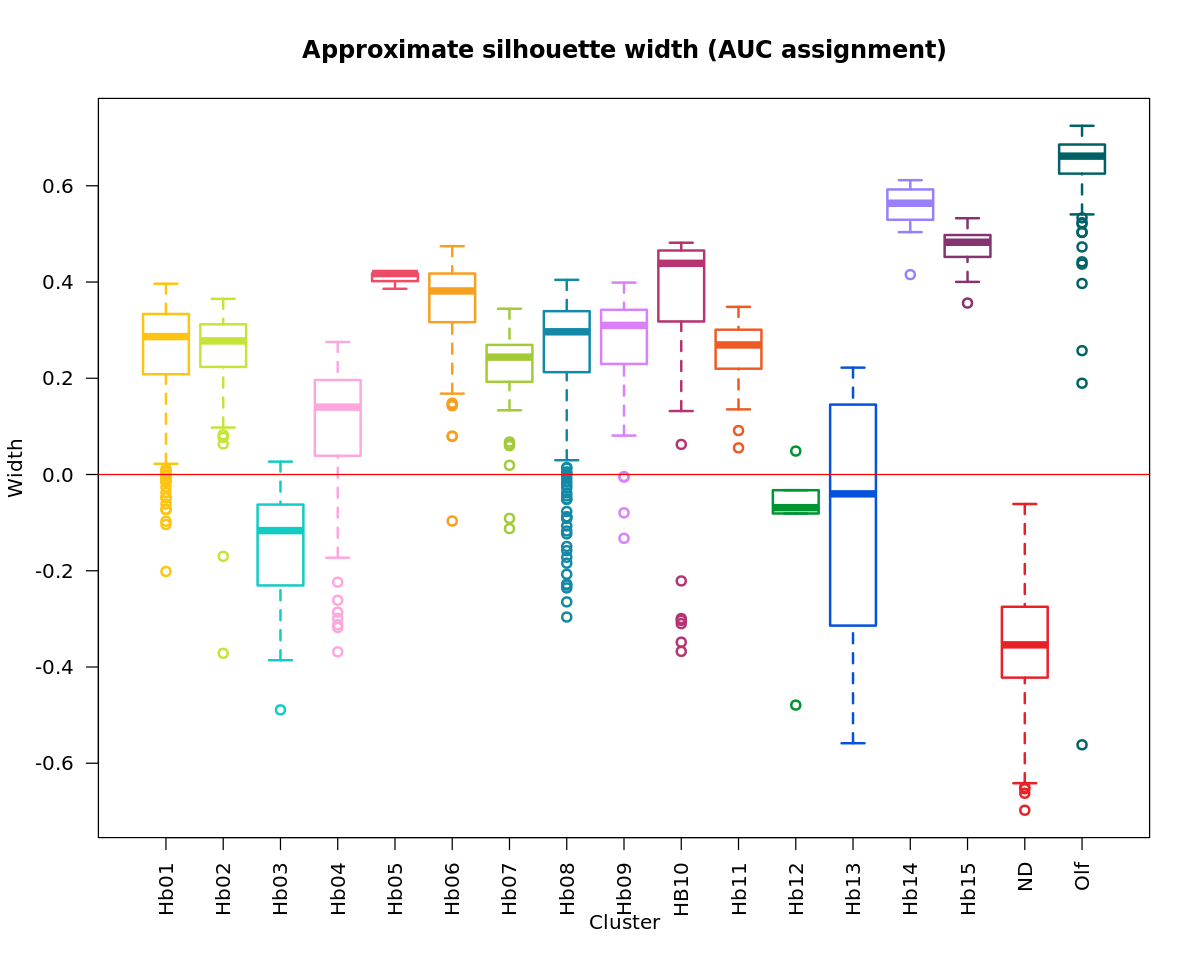 Approximate silhouette width (AUC assignment)
Width
0.6
0.4
0.2
0.0
-0.2
-0.4
-0.6
Hb01
Hb02
Hb03
Hb04
Hb05
Hb06
Hb07
Hb08
Hb09
HB10
Hb11
Hb12
Hb13
Hb14
Hb15
ND
Olf
Cluster